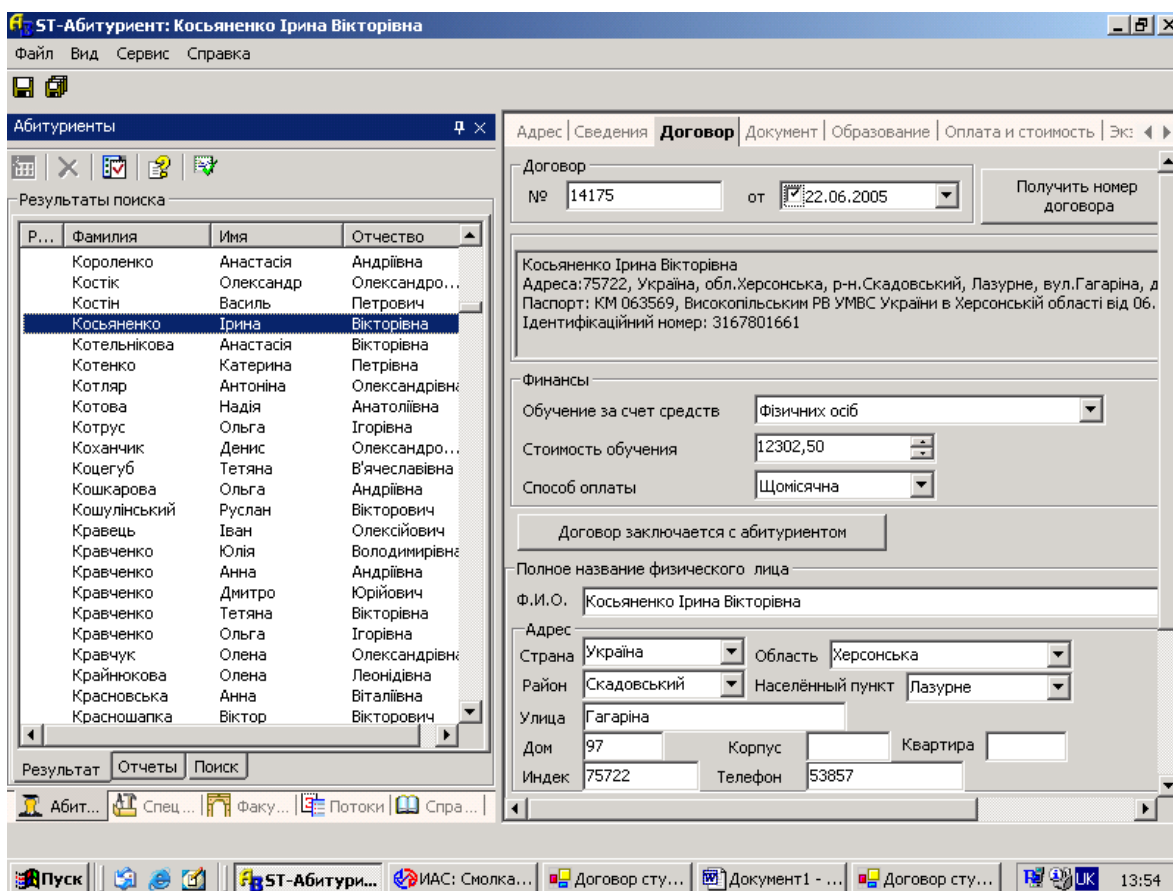 ST-Абитуриент: Косьяненко Ірина Вікторівна
Файл Вид Сервис Справка
Абитуриенты
Результаты поиска
Р... Фамилия Имя Отчество
Короленко Анастасія Андріївна
Костік Олександр Олександро...
Костін Василь Петрович
Косьяненко Ірина Вікторівна
Котельнікова Анастасія Вікторівна
Котенко Катерина Петрівна
Котляр Антоніна Олександрівна
Котова Надія Анатоліївна
Котрус Ольга Ігорівна
Коханчик Денис Олександро...
Коцегуб Тетяна В'ячеславівна
Кошкарова Ольга Андріївна
Кошулінський Руслан Вікторович
Кравець Іван Олексійович
Кравченко Юлія Володимирівна
Кравченко Анна Андріївна
Кравченко Дмитро Юрійович
Кравченко Тетяна Вікторівна
Кравченко Ольга Ігорівна
Кравчук Олена Олександрівна
Крайнюкова Олена Леонідівна
Красновська Анна Віталіївна
Красношапка Віктор Вікторович
Результат Отчеты Поиск
Абит... Спец... Факу... Потоки Спра...
Адрес Сведения Договор Документ Образование Оплата и стоимость Экз
Договор
№ 14175 от 22.06.2005
Получить номер
договора
Косьяненко Ірина Вікторівна
Адреса:75722, Україна, обл.Херсонська, р-н.Скадовський, Лазурне, вул.Гагаріна, д
Паспорт: КМ 063569, Високопільським РВ УМВС України в Херсонській області від 06.
Ідентифікаційний номер: 3167801661
Финансы
Обучение за счет средств Фізичних осіб
Стоимость обучения 12302,50
Способ оплаты Щомісячна
Договор заключается с абитуриентом
Полное название физического лица
Ф.И.О. Косьяненко Ірина Вікторівна
Адрес
Страна Україна Область Херсонська
Район Скадовський Населённый пункт Лазурне
Улица Гагаріна
Дом 97 Корпус Квартира
Индек 75722 Телефон 53857
Пуск ST-Абитури... ИАС: Смолка... Договор сту... Документ1 - ... Договор сту... UK 13:54